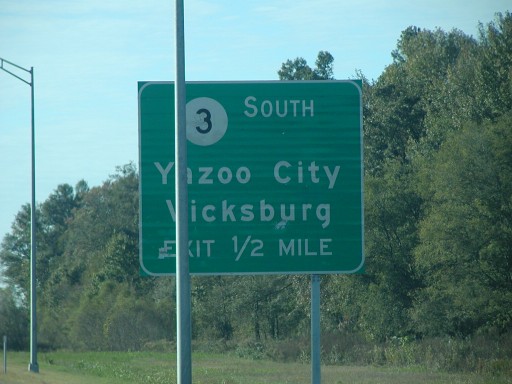 3 SOUTH
Yazoo City
Vicksburg
EXIT 1/2 MILE